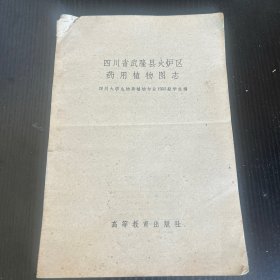 四川省武隆县火炉区
药用植物图志
四川大学生物系植物专业1960级学生编
高等教育出版社